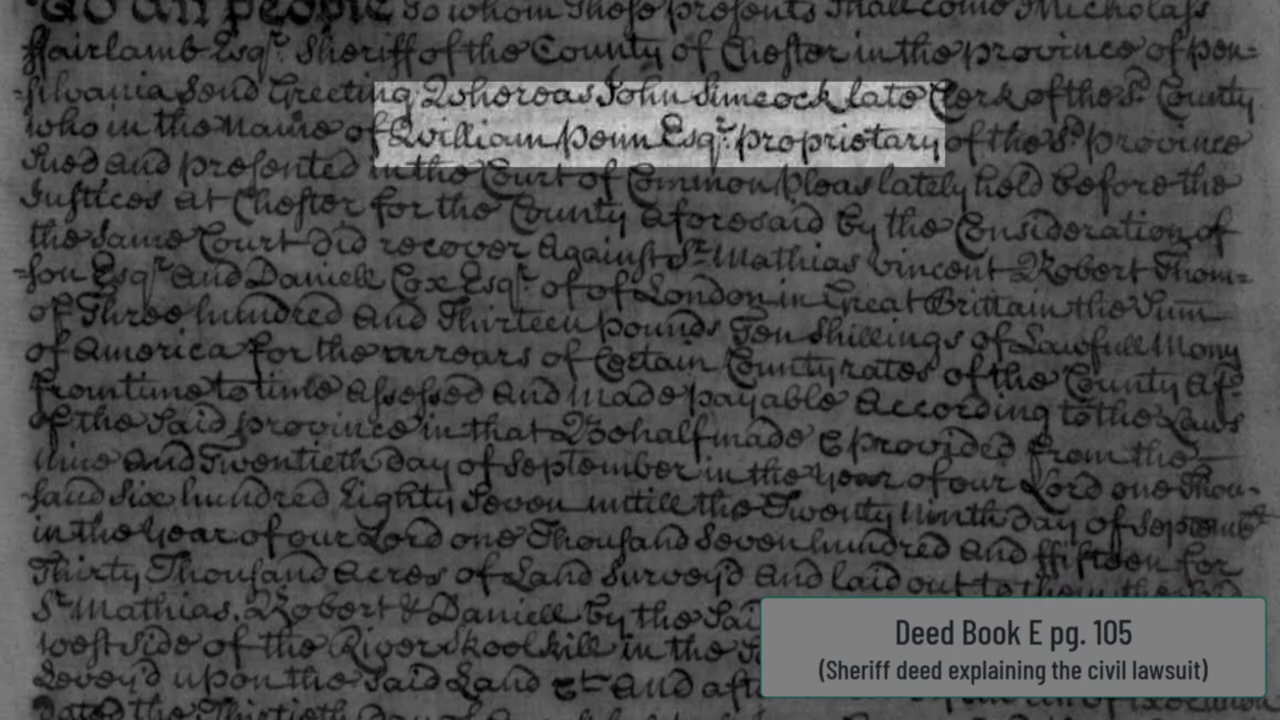 To all People To whom These presents Shall come Nicholass
ffairlamb Esqr. Sheriff of the County of Chester in the province of pen=
=silvania Send Greeting Whereas John Simcock late Clerk of the sd. County
who in the name of William Penn Esqr. proprietary of the sd. province
Sued and presented in the Court of Common pleas lately held before the
Justices at Chester for the County aforesaid by the Consideration of
the Same Court did recover against Sr. Mathias Vincent Robert Thom=
=son Esqr. and Daniell Cox Esqr. of of London in Great Brittain the Sum
of Three hundred and Thirteen pounds Ten Shillings of Lawfull Mony
of America for the arrears of Certain County rates of the County afsd.
from time to time assessed and made payable according to the Laws
of the Said province in that Behalf made & provided from the
nine and Twentieth day of September in the year of our Lord one Thou-
-sand Six hundred Eighty Seven untill the Twenty Ninth day of Septemb
in the year of our Lord one Thousand Seven hundred and fifteen for
Thirty Thousand acres of Land Survey'd and laid out to them the Sd
Sr. Mathias, Robert & Daniell by the Sai
west side of the River Skoolkill in the
Levey'd upon the Said Land &c and aft
Dated the Thirtieth day of
Deed Book E pg. 105
(Sheriff deed explaining the civil lawsuit)